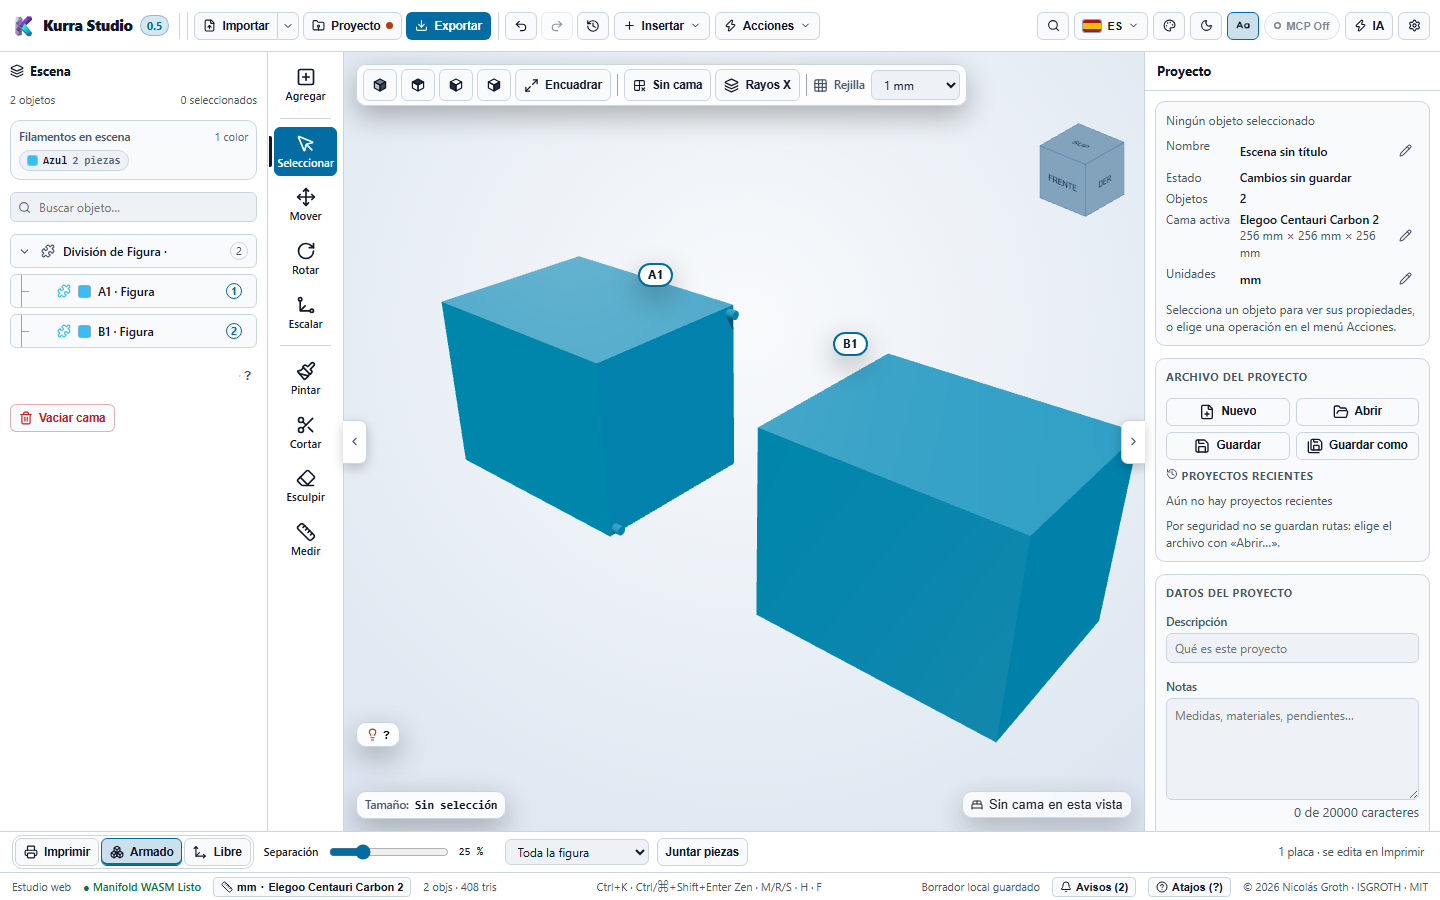 Kurra Studio 0.5
Importar
Proyecto
Exportar
Insertar
Acciones
ES
Aa
MCP Off
IA
Escena
2 objetos
0 seleccionados
Filamentos en escena
1 color
Azul 2 piezas
Buscar objeto...
División de Figura ·
2
A1 · Figura
1
B1 · Figura
2
· ?
Vaciar cama
Agregar
Seleccionar
Mover
Rotar
Escalar
Pintar
Cortar
Esculpir
Medir
Encuadrar
Sin cama
Rayos X
Rejilla
1 mm
SUP
FRENTE
DER
A1
B1
?
Tamaño: Sin selección
Sin cama en esta vista
Proyecto
Ningún objeto seleccionado
Nombre
Escena sin título
Estado
Cambios sin guardar
Objetos
2
Cama activa
Elegoo Centauri Carbon 2
256 mm × 256 mm × 256
mm
Unidades
mm
Selecciona un objeto para ver sus propiedades,
o elige una operación en el menú Acciones.
ARCHIVO DEL PROYECTO
Nuevo
Abrir
Guardar
Guardar como
PROYECTOS RECIENTES
Aún no hay proyectos recientes
Por seguridad no se guardan rutas: elige el
archivo con «Abrir...».
DATOS DEL PROYECTO
Descripción
Qué es este proyecto
Notas
Medidas, materiales, pendientes...
0 de 20000 caracteres
Imprimir
Armado
Libre
Separación
25 %
Toda la figura
Juntar piezas
1 placa · se edita en Imprimir
Estudio web
● Manifold WASM Listo
mm · Elegoo Centauri Carbon 2
2 objs · 408 tris
Ctrl+K · Ctrl/⌘+Shift+Enter Zen · M/R/S · H · F
Borrador local guardado
Avisos (2)
Atajos (?)
© 2026 Nicolás Groth · ISGROTH · MIT